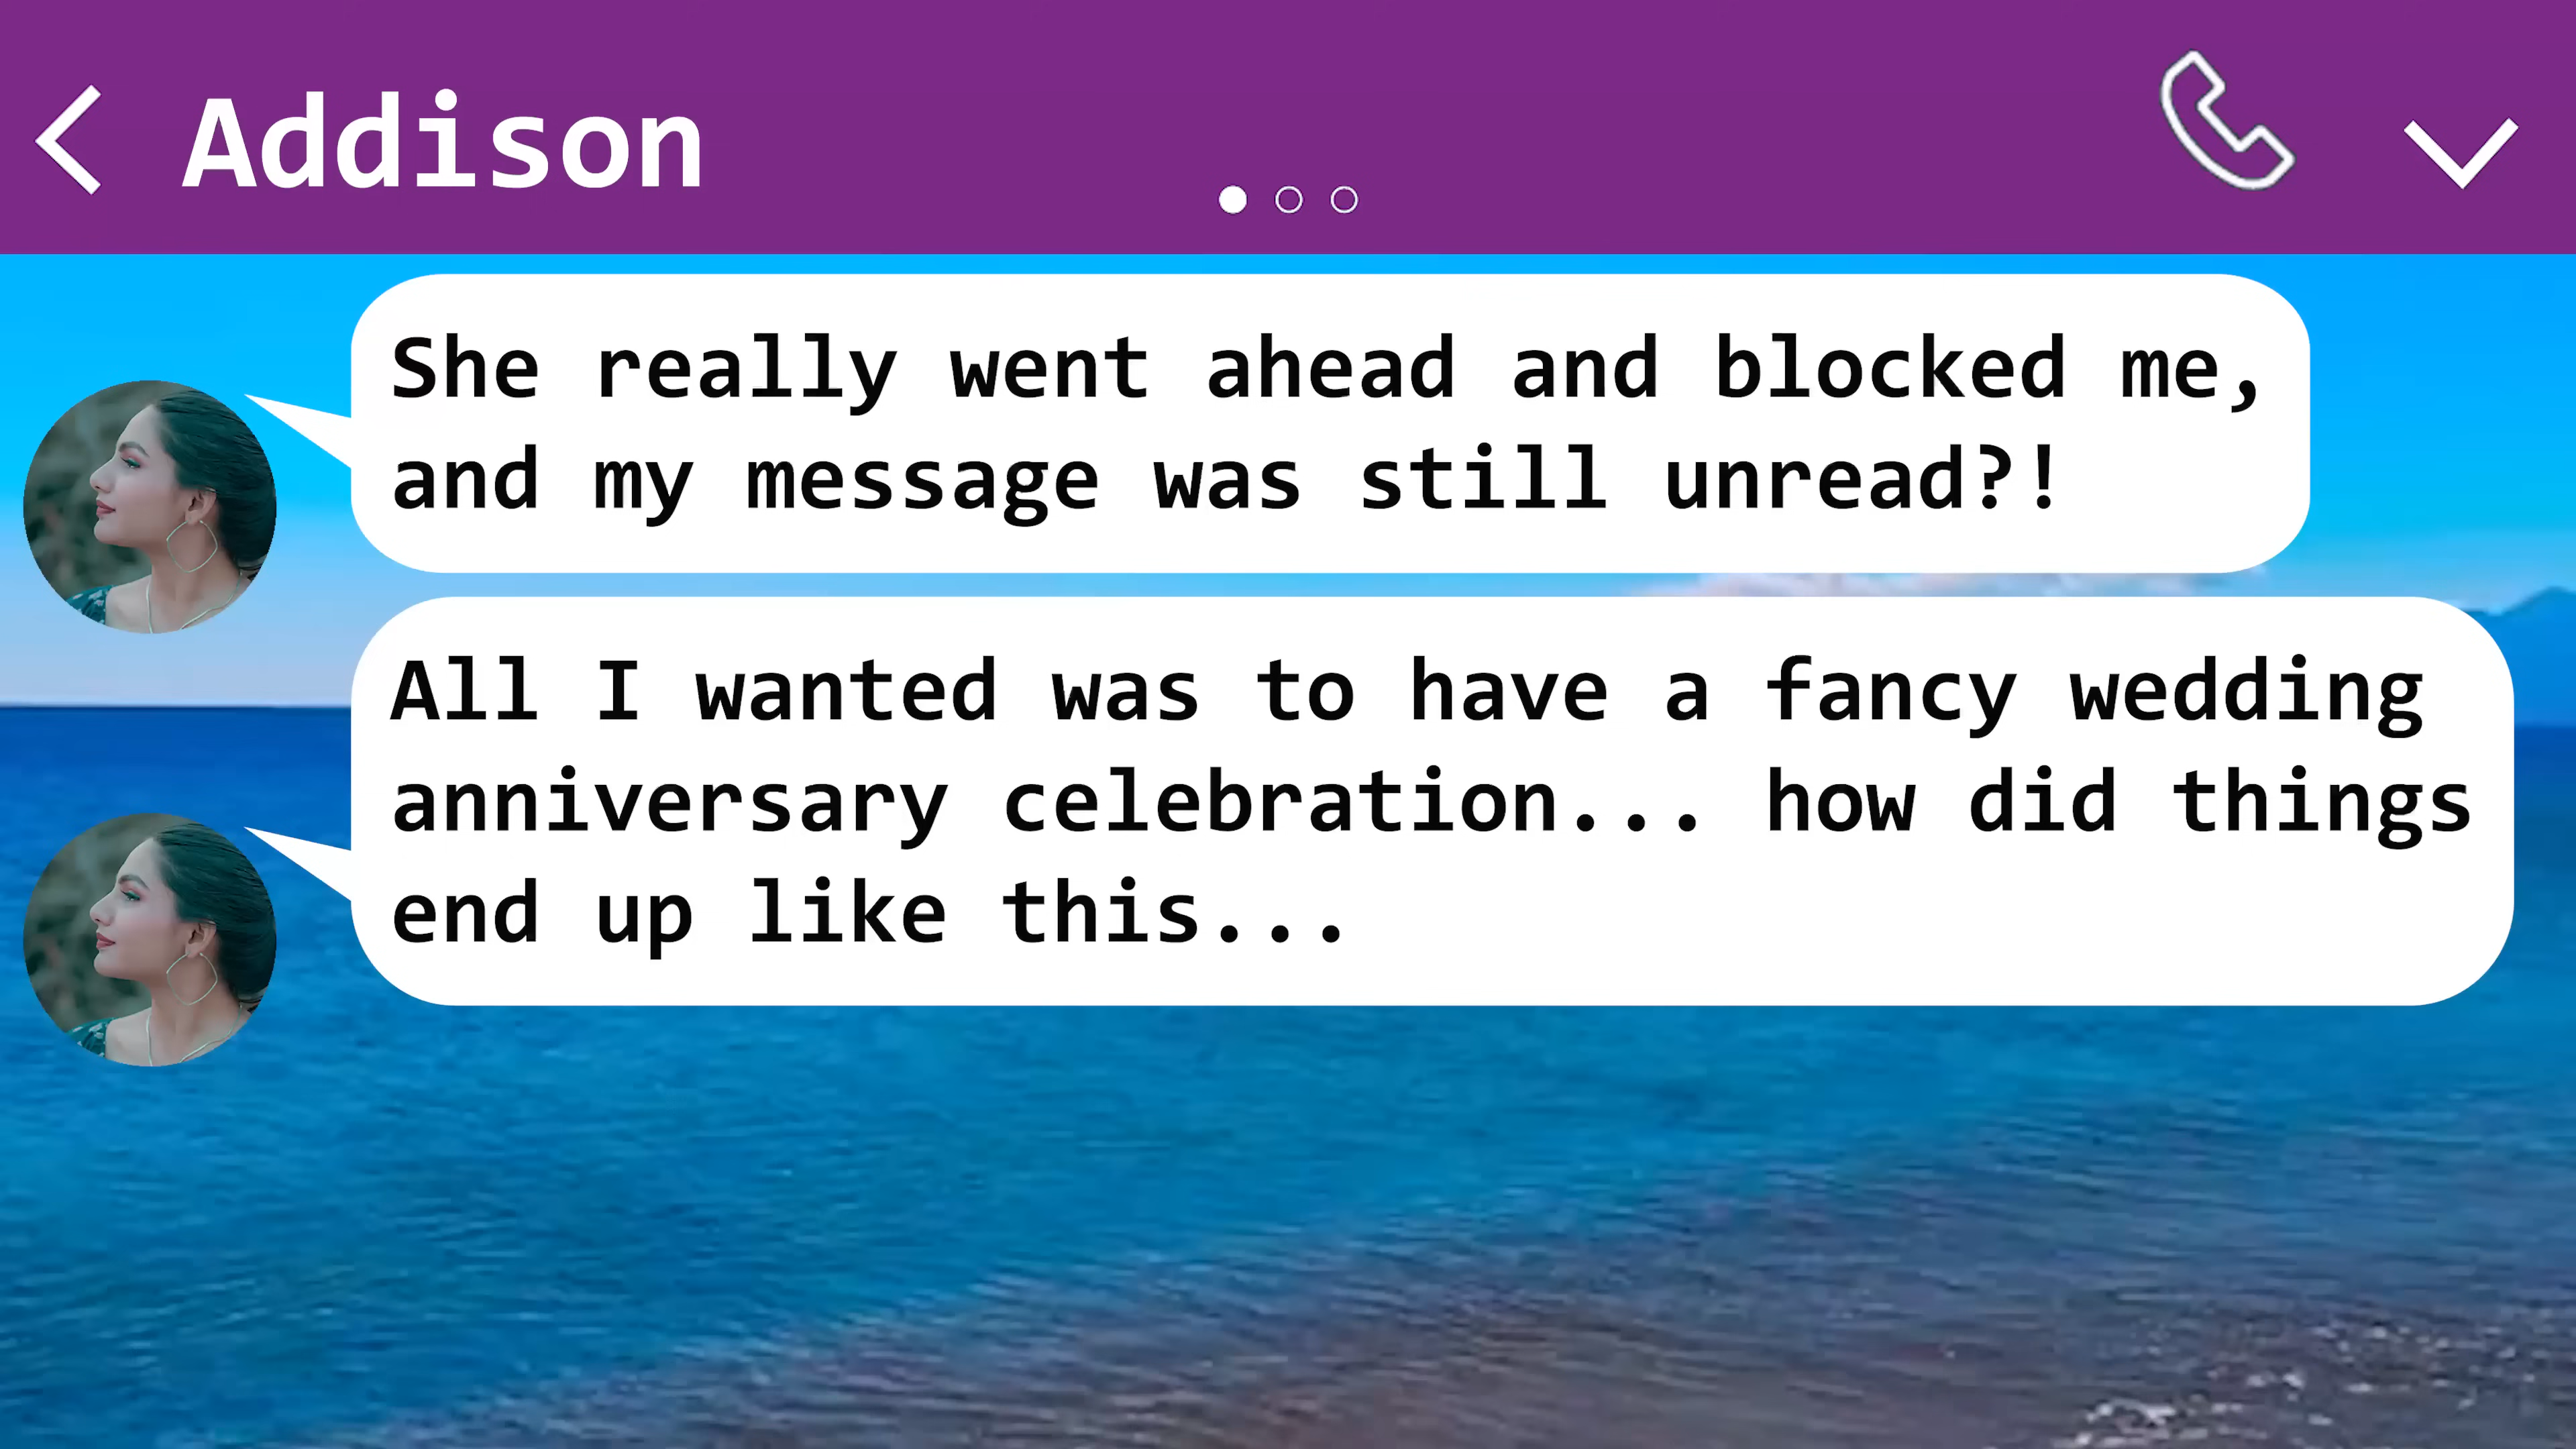 Addison
She really went ahead and blocked me,
and my message was still unread?!
All I wanted was to have a fancy wedding
anniversary celebration... how did things
end up like this...